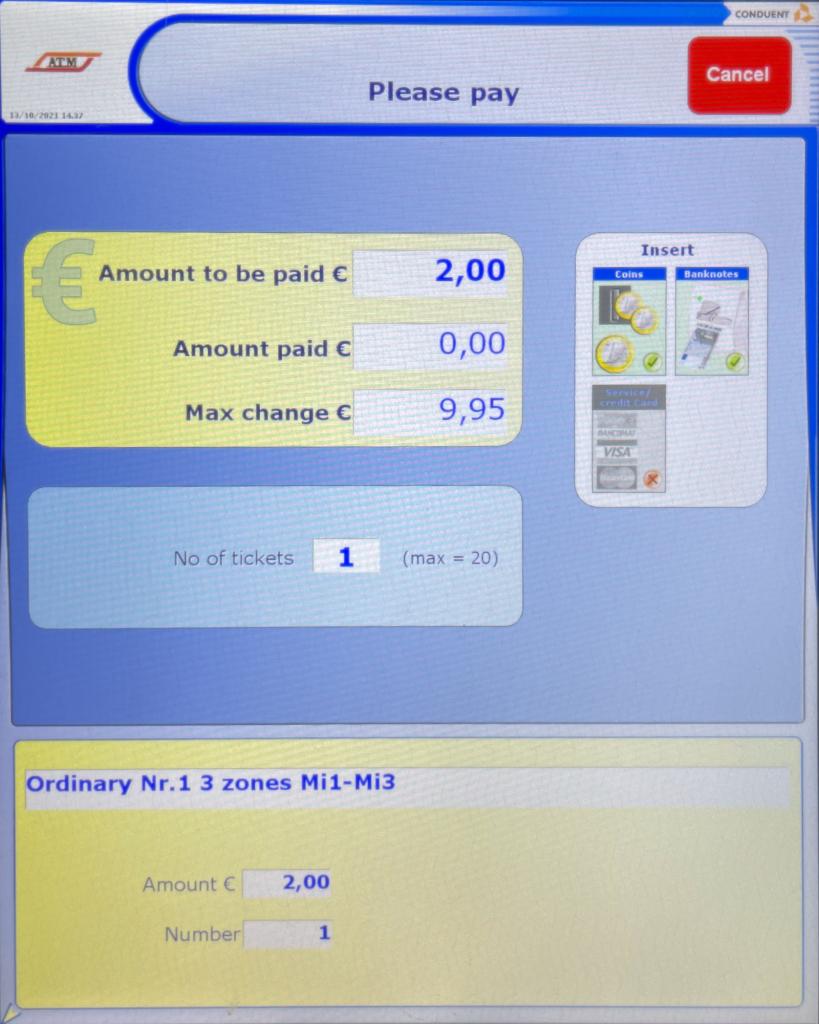 CONDUENT
ATM
Please pay
Cancel
13/10/2021 14.37
Insert
Coins
Banknotes
€
Amount to be paid € 2,00
Amount paid € 0,00
Max change € 9,95
Service/
credit Card
BANCOMAT
VISA
No of tickets 1 (max = 20)
Ordinary Nr.1 3 zones Mi1-Mi3
Amount € 2,00
Number 1